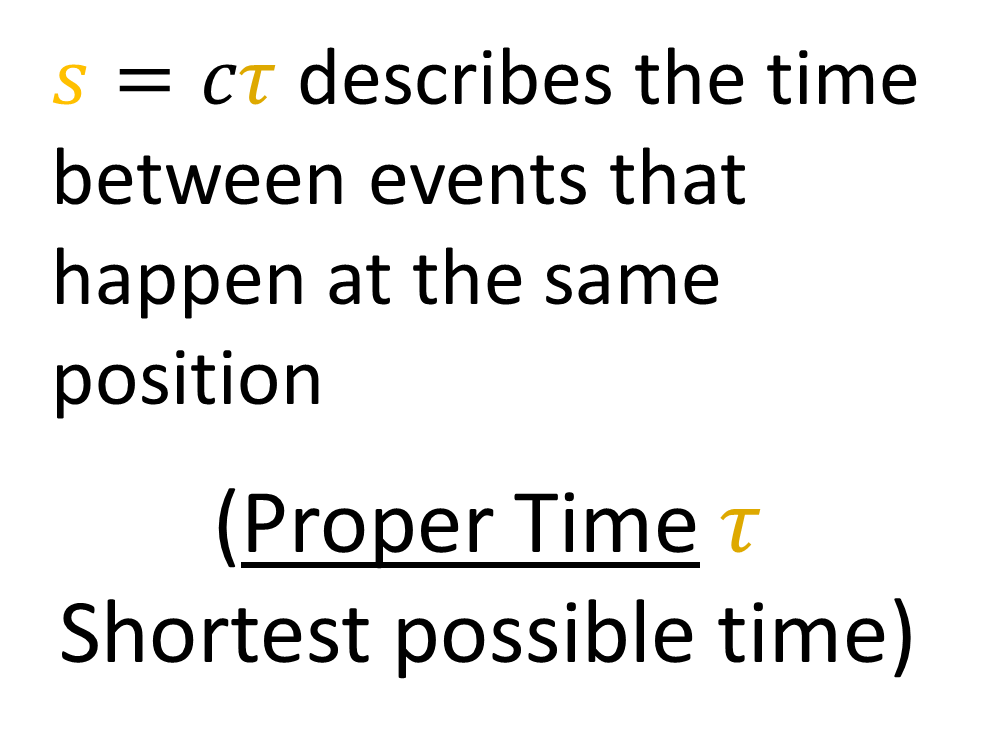 s = cτ describes the time
between events that
happen at the same
position
(Proper Time τ
Shortest possible time)